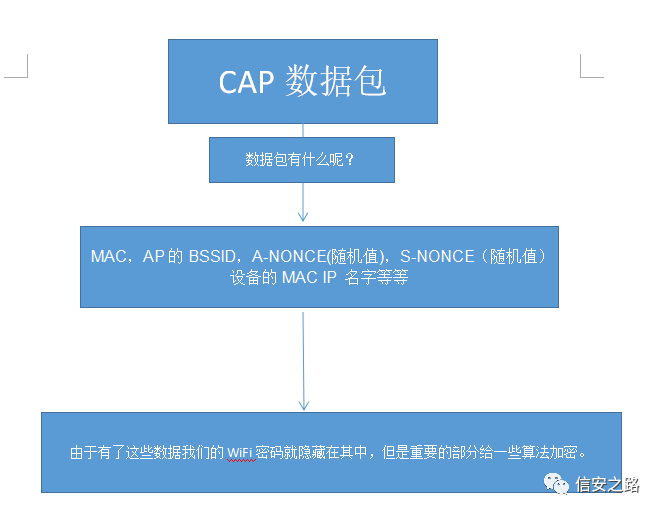 CAP 数据包
数据包有什么呢？
MAC，AP 的 BSSID，A-NONCE(随机值)，S-NONCE（随机值）
设备的 MAC IP 名字等等
由于有了这些数据我们的 WiFi 密码就隐藏在其中，但是重要的部分给一些算法加密。
信安之路